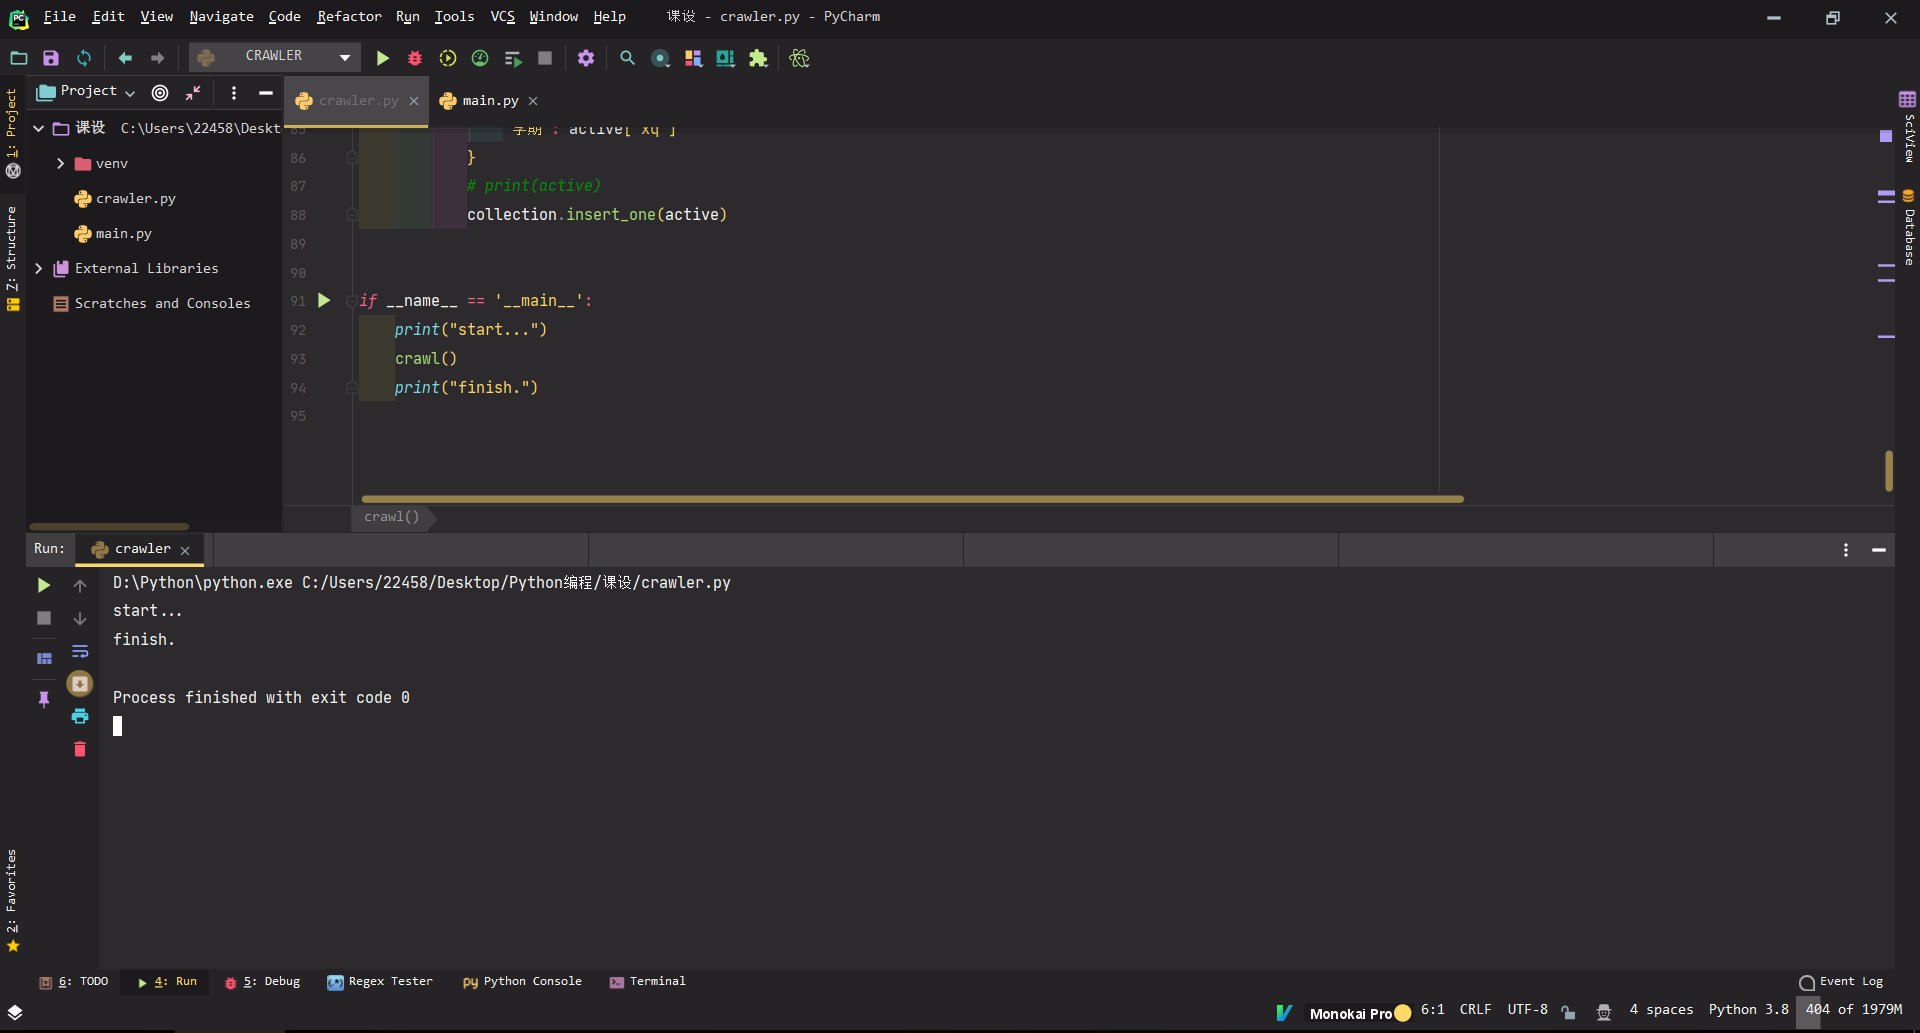 File Edit View Navigate Code Refactor Run Tools VCS Window Help 课设 - crawler.py - PyCharm
CRAWLER
Project
crawler.py
main.py
课设 C:\Users\22458\Deskt
venv
crawler.py
main.py
External Libraries
Scratches and Consoles
1: Project
Z: Structure
2: Favorites
SciView
Database
85 学期': active['xq']
86 }
87 # print(active)
88 collection.insert_one(active)
89
90
91 if __name__ == '__main__':
92 print("start...")
93 crawl()
94 print("finish.")
95
crawl()
Run: crawler
D:\Python\python.exe C:/Users/22458/Desktop/Python编程/课设/crawler.py
start...
finish.
Process finished with exit code 0
6: TODO 4: Run 5: Debug Regex Tester Python Console Terminal Event Log
Monokai Pro 6:1 CRLF UTF-8 4 spaces Python 3.8 404 of 1979M